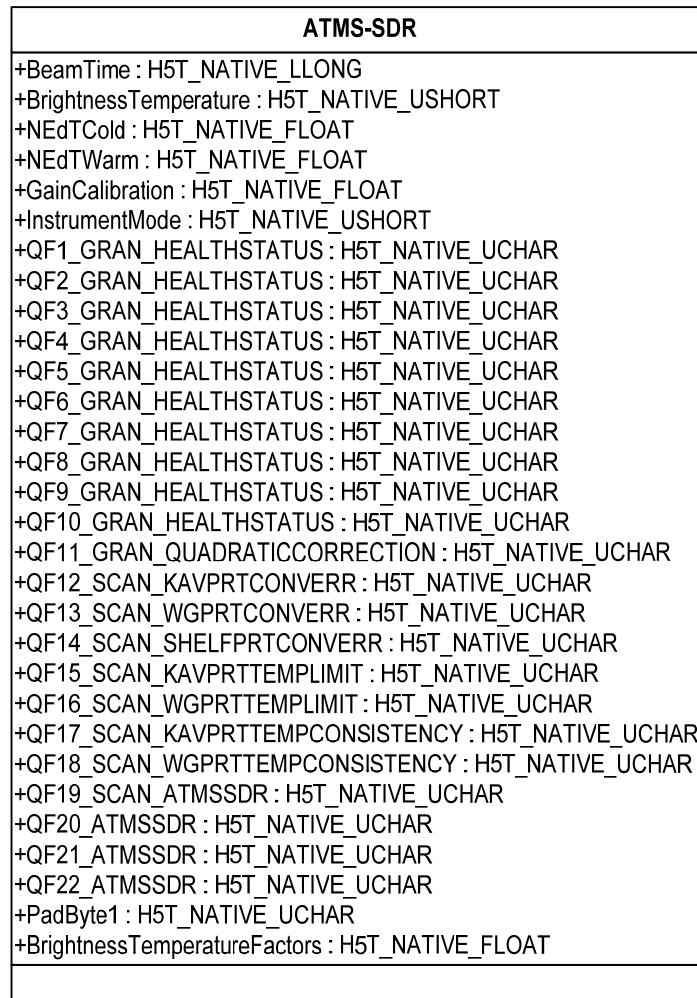 ATMS-SDR
+BeamTime : H5T_NATIVE_LLONG
+BrightnessTemperature : H5T_NATIVE_USHORT
+NEdTCold : H5T_NATIVE_FLOAT
+NEdTWarm : H5T_NATIVE_FLOAT
+GainCalibration : H5T_NATIVE_FLOAT
+InstrumentMode : H5T_NATIVE_USHORT
+QF1_GRAN_HEALTHSTATUS : H5T_NATIVE_UCHAR
+QF2_GRAN_HEALTHSTATUS : H5T_NATIVE_UCHAR
+QF3_GRAN_HEALTHSTATUS : H5T_NATIVE_UCHAR
+QF4_GRAN_HEALTHSTATUS : H5T_NATIVE_UCHAR
+QF5_GRAN_HEALTHSTATUS : H5T_NATIVE_UCHAR
+QF6_GRAN_HEALTHSTATUS : H5T_NATIVE_UCHAR
+QF7_GRAN_HEALTHSTATUS : H5T_NATIVE_UCHAR
+QF8_GRAN_HEALTHSTATUS : H5T_NATIVE_UCHAR
+QF9_GRAN_HEALTHSTATUS : H5T_NATIVE_UCHAR
+QF10_GRAN_HEALTHSTATUS : H5T_NATIVE_UCHAR
+QF11_GRAN_QUADRATICCORRECTION : H5T_NATIVE_UCHAR
+QF12_SCAN_KAVPRTCONVERR : H5T_NATIVE_UCHAR
+QF13_SCAN_WGPRTCONVERR : H5T_NATIVE_UCHAR
+QF14_SCAN_SHELFPRTCONVERR : H5T_NATIVE_UCHAR
+QF15_SCAN_KAVPRTTEMPLIMIT : H5T_NATIVE_UCHAR
+QF16_SCAN_WGPRTTEMPLIMIT : H5T_NATIVE_UCHAR
+QF17_SCAN_KAVPRTTEMPCONSISTENCY : H5T_NATIVE_UCHAR
+QF18_SCAN_WGPRTTEMPCONSISTENCY : H5T_NATIVE_UCHAR
+QF19_SCAN_ATMSSDR : H5T_NATIVE_UCHAR
+QF20_ATMSSDR : H5T_NATIVE_UCHAR
+QF21_ATMSSDR : H5T_NATIVE_UCHAR
+QF22_ATMSSDR : H5T_NATIVE_UCHAR
+PadByte1 : H5T_NATIVE_UCHAR
+BrightnessTemperatureFactors : H5T_NATIVE_FLOAT